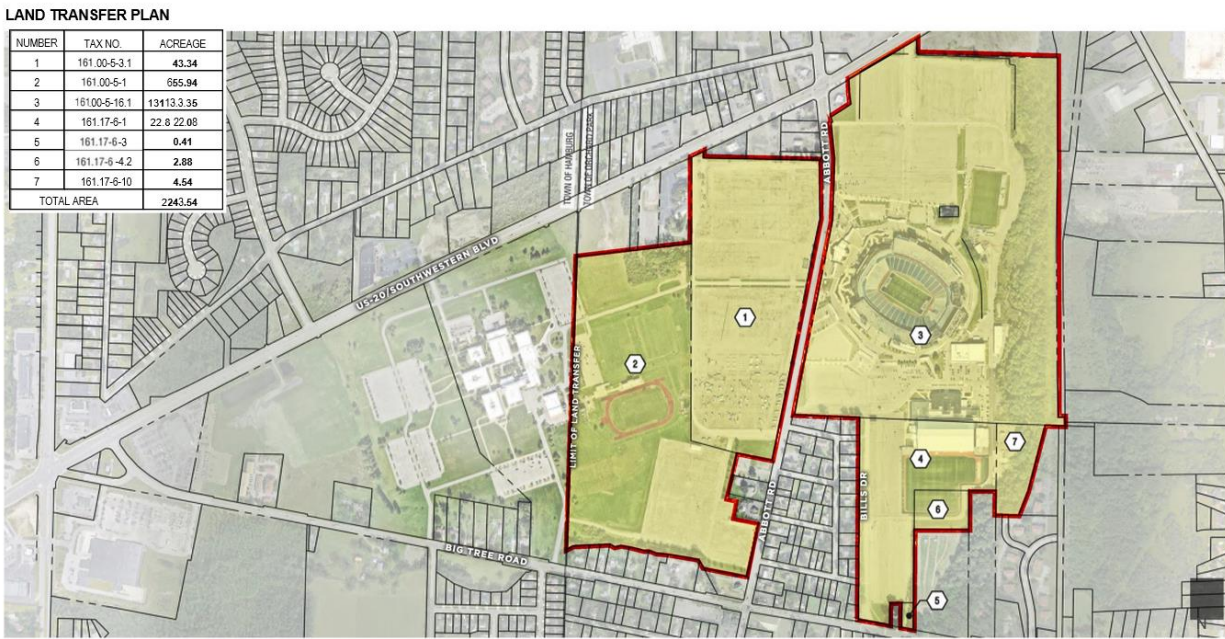 LAND TRANSFER PLAN
NUMBER TAX NO. ACREAGE
1 161.00-5-3.1 43.34
2 161.00-5-1 655.94
3 161.00-5-16.1 13113.3.35
4 161.17-6-1 22.8 22.08
5 161.17-6-3 0.41
6 161.17-6 -4.2 2.88
7 161.17-6-10 4.54
TOTAL AREA 2243.54
TOWN OF HAMBURG
TOWN OF ORCHARD PARK
US-20/SOUTHWESTERN BLVD
ABBOTT RD
1
2
3
LIMIT OF LAND TRANSFER
4
7
BILLS DR
ABBOTT RD
6
BIG TREE ROAD
5